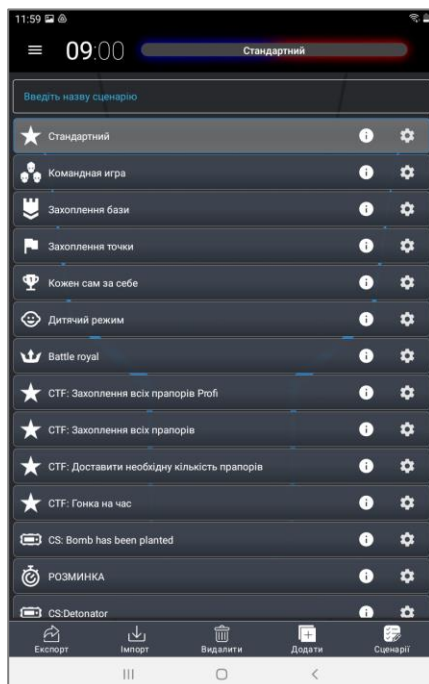 11:59
09:00
Стандартний
Введіть назву сценарію
Стандартний
Командная игра
Захоплення бази
Захоплення точки
Кожен сам за себе
Дитячий режим
Battle royal
CTF: Захоплення всіх прапорів Profi
CTF: Захоплення всіх прапорів
CTF: Доставити необхідну кількість прапорів
CTF: Гонка на час
CS: Bomb has been planted
РОЗМИНКА
CS:Detonator
Експорт Імпорт Видалити Додати Сценарії